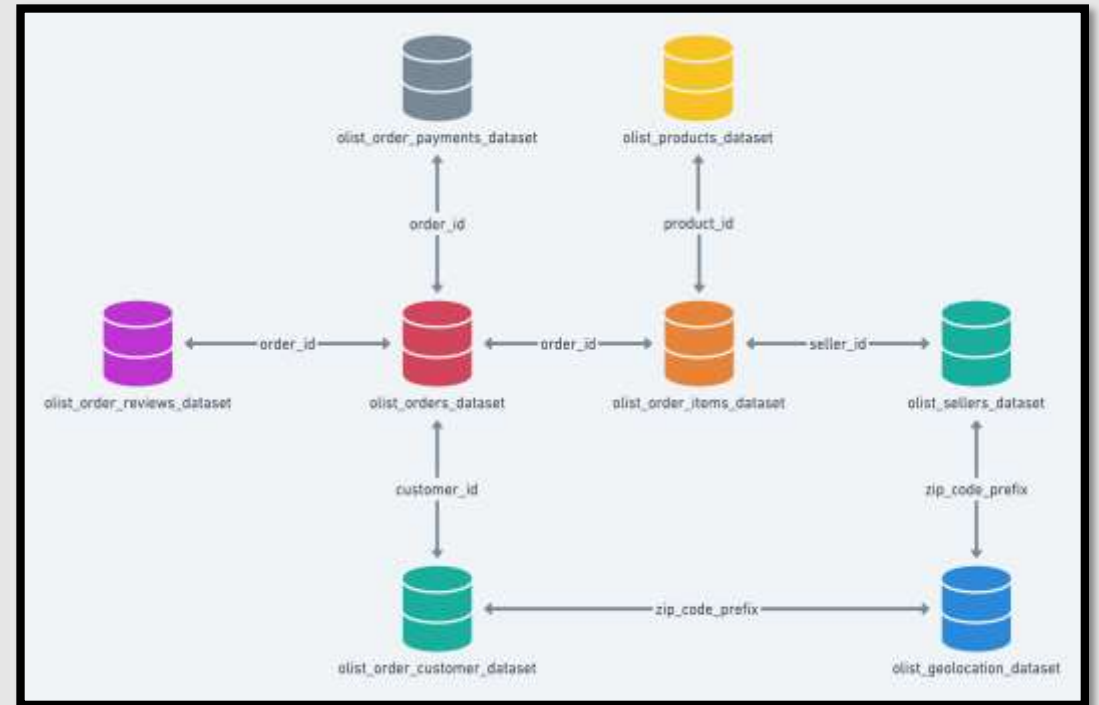 olist_order_payments_dataset
olist_products_dataset
order_id
product_id
order_id
order_id
seller_id
olist_order_reviews_dataset
olist_orders_dataset
olist_order_items_dataset
olist_sellers_dataset
customer_id
zip_code_prefix
zip_code_prefix
olist_order_customer_dataset
olist_geolocation_dataset